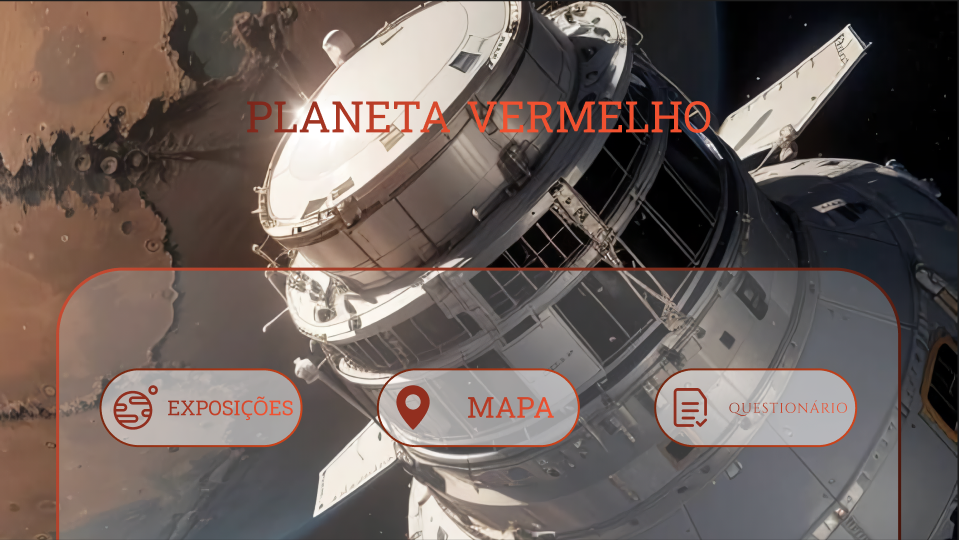 PLANETA VERMELHO
EXPOSIÇÕES
MAPA
QUESTIONÁRIO